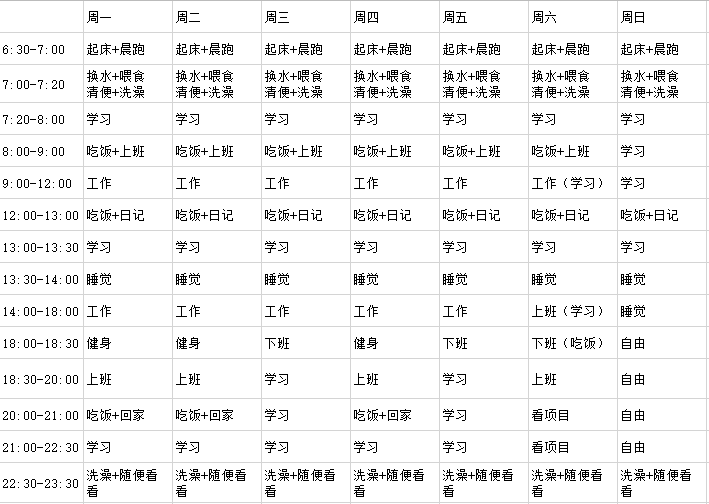 周一 周二 周三 周四 周五 周六 周日
6:30-7:00 起床+晨跑 起床+晨跑 起床+晨跑 起床+晨跑 起床+晨跑 起床+晨跑 起床+晨跑
7:00-7:20 换水+喂食 换水+喂食 换水+喂食 换水+喂食 换水+喂食 换水+喂食 换水+喂食
清便+洗澡 清便+洗澡 清便+洗澡 清便+洗澡 清便+洗澡 清便+洗澡 清便+洗澡
7:20-8:00 学习 学习 学习 学习 学习 学习 学习
8:00-9:00 吃饭+上班 吃饭+上班 吃饭+上班 吃饭+上班 吃饭+上班 吃饭+上班 学习
9:00-12:00 工作 工作 工作 工作 工作 工作（学习） 学习
12:00-13:00 吃饭+日记 吃饭+日记 吃饭+日记 吃饭+日记 吃饭+日记 吃饭+日记 吃饭+日记
13:00-13:30 学习 学习 学习 学习 学习 学习 学习
13:30-14:00 睡觉 睡觉 睡觉 睡觉 睡觉 睡觉 睡觉
14:00-18:00 工作 工作 工作 工作 工作 上班（学习） 睡觉
18:00-18:30 健身 健身 下班 健身 下班 下班（吃饭） 自由
18:30-20:00 上班 上班 学习 上班 学习 上班 自由
20:00-21:00 吃饭+回家 吃饭+回家 学习 吃饭+回家 学习 看项目 自由
21:00-22:30 学习 学习 学习 学习 学习 看项目 自由
22:30-23:30 洗澡+随便看 洗澡+随便看 洗澡+随便看 洗澡+随便看 洗澡+随便看 洗澡+随便看 洗澡+随便看
看 看 看 看 看 看 看